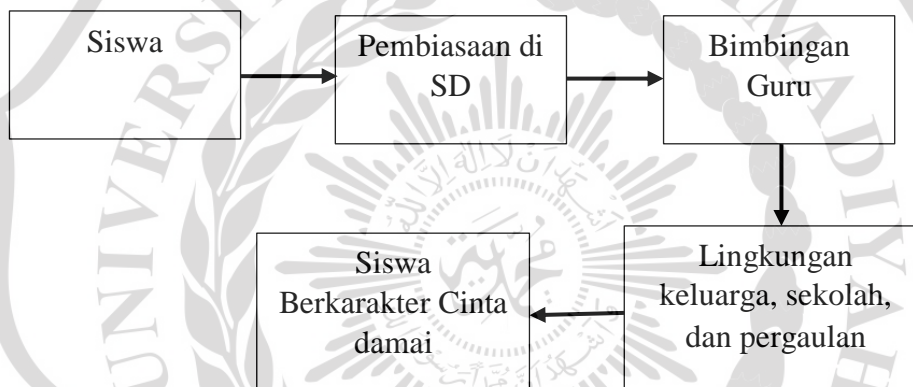 Siswa
Pembiasaan di
SD
Bimbingan
Guru
Lingkungan
keluarga, sekolah,
dan pergaulan
Siswa
Berkarakter Cinta
damai